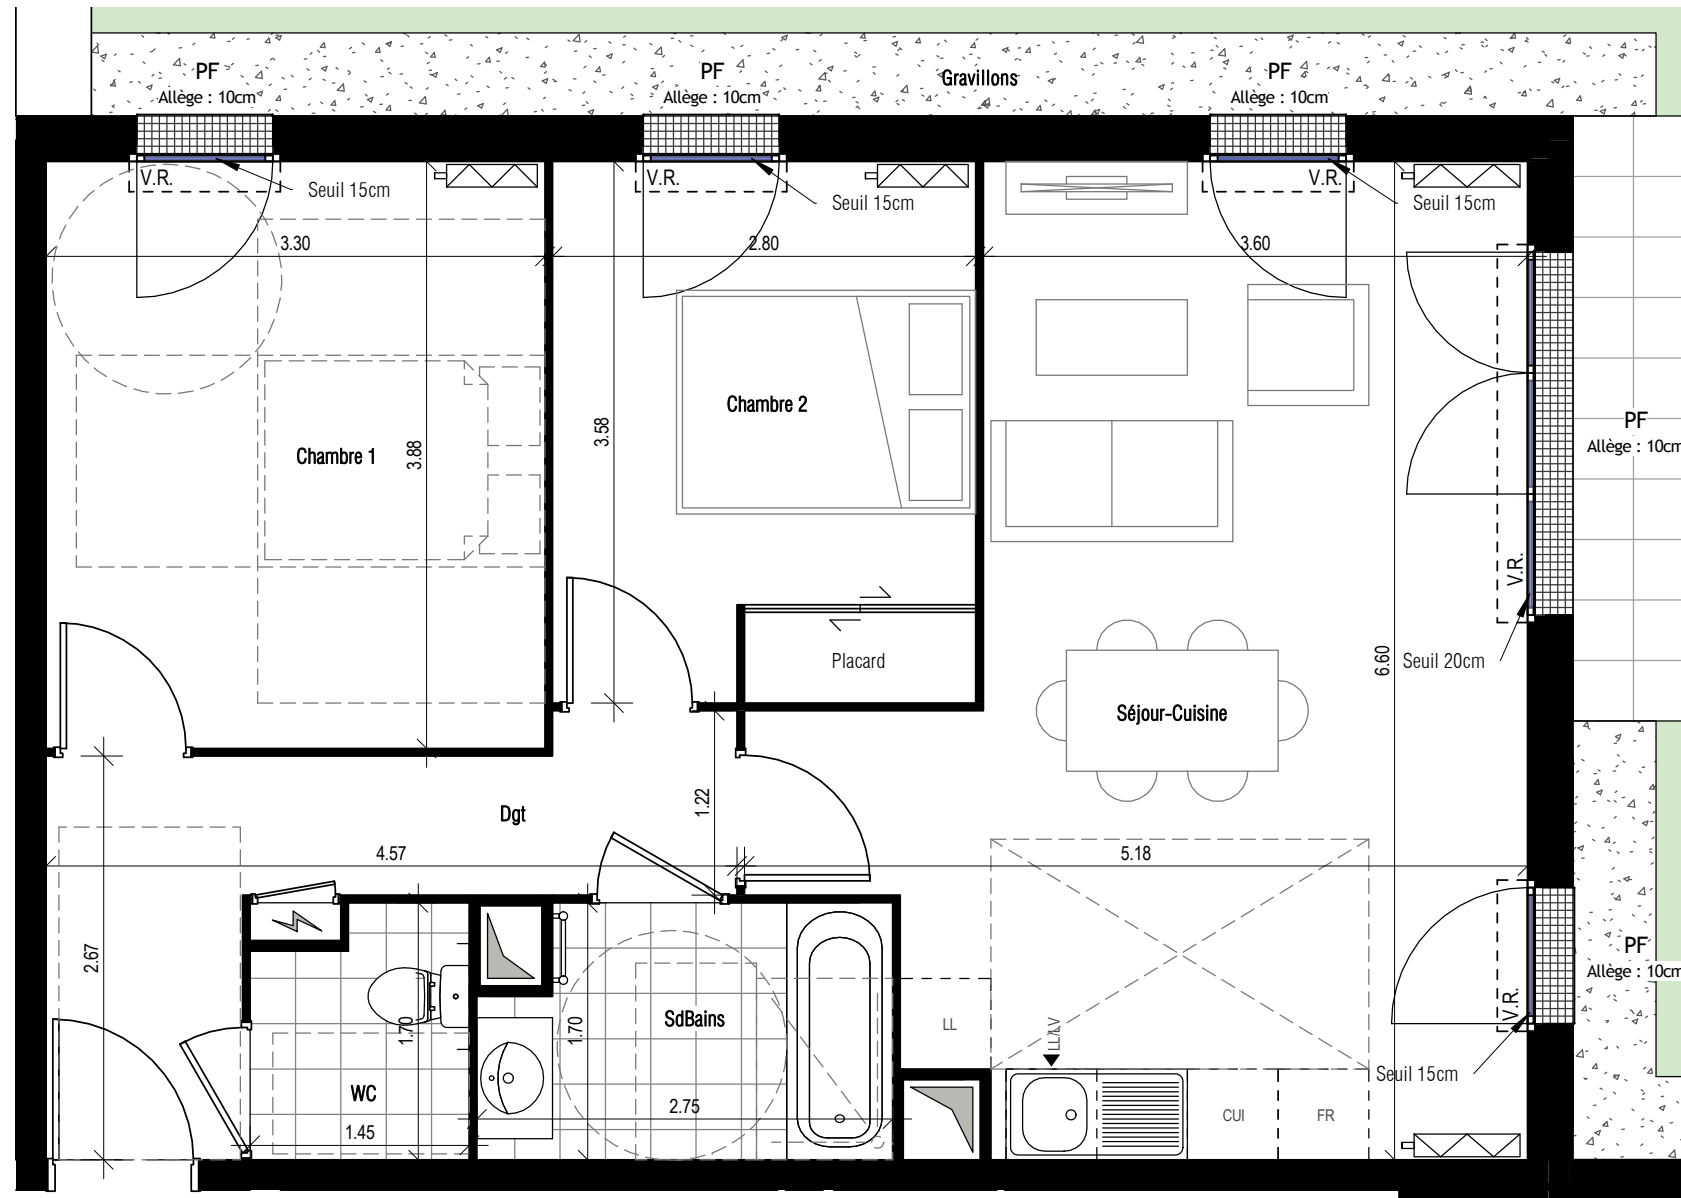 PF
Allège : 10cm
PF
Allège : 10cm
Gravillons
PF
Allège : 10cm
V.R.
Seuil 15cm
V.R.
Seuil 15cm
V.R.
Seuil 15cm
3.30
2.80
3.60
Chambre 1
3.88
3.58
Chambre 2
PF
Allège : 10cm
V.R.
Placard
6.60
Seuil 20cm
Séjour-Cuisine
Dgt
1.22
4.57
5.18
2.67
PF
Allège : 10cm
V.R.
1.70
1.70
SdBains
LL
LL/LV
Seuil 15cm
WC
1.45
2.75
CUI
FR